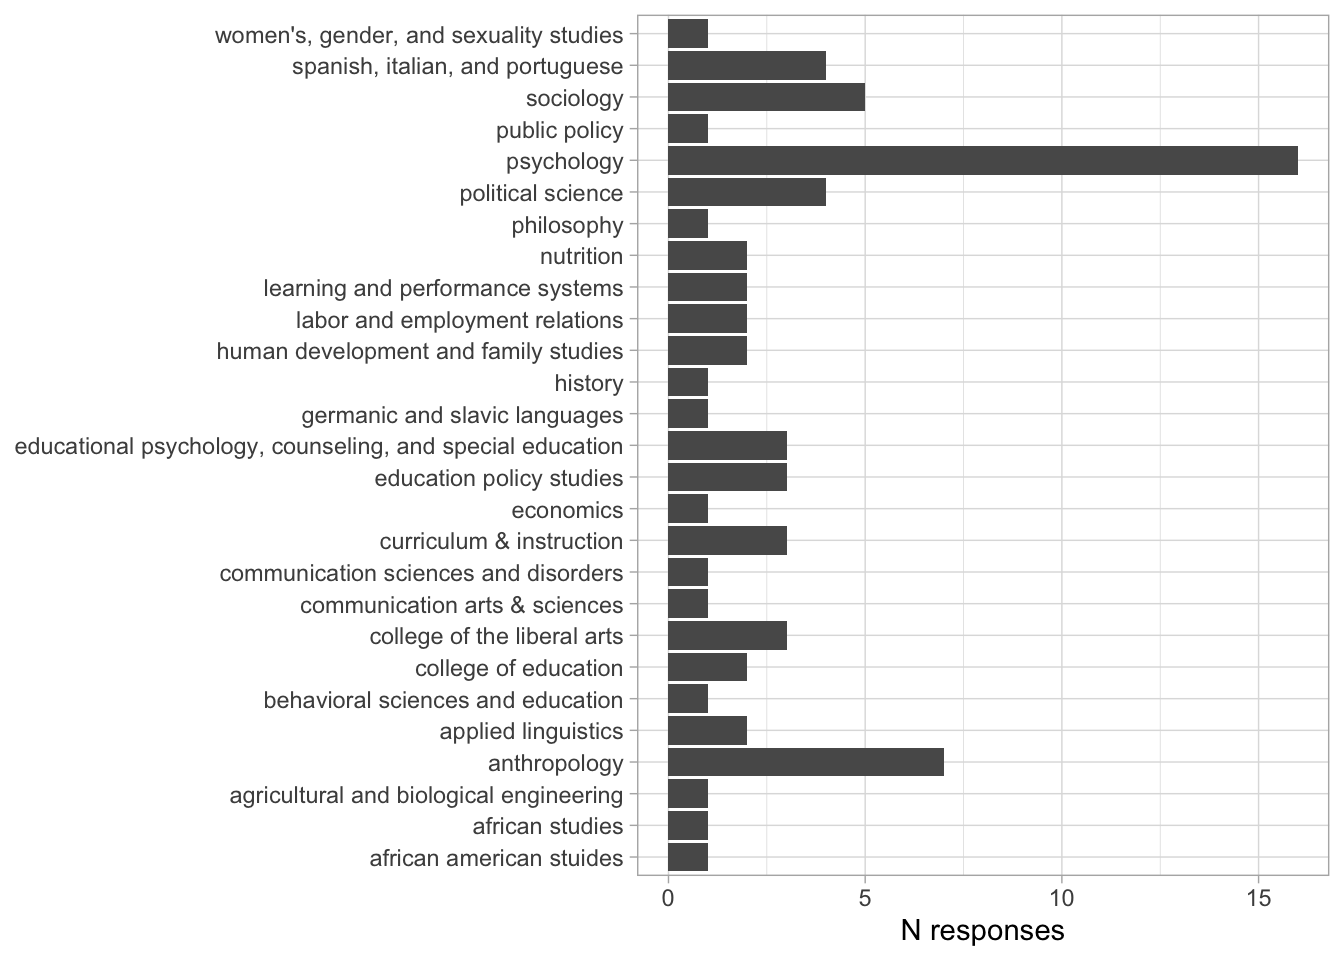 women's, gender, and sexuality studies
spanish, italian, and portuguese
sociology
public policy
psychology
political science
philosophy
nutrition
learning and performance systems
labor and employment relations
human development and family studies
history
germanic and slavic languages
educational psychology, counseling, and special education
education policy studies
economics
curriculum & instruction
communication sciences and disorders
communication arts & sciences
college of the liberal arts
college of education
behavioral sciences and education
applied linguistics
anthropology
agricultural and biological engineering
african studies
african american stuides
0 5 10 15
N responses